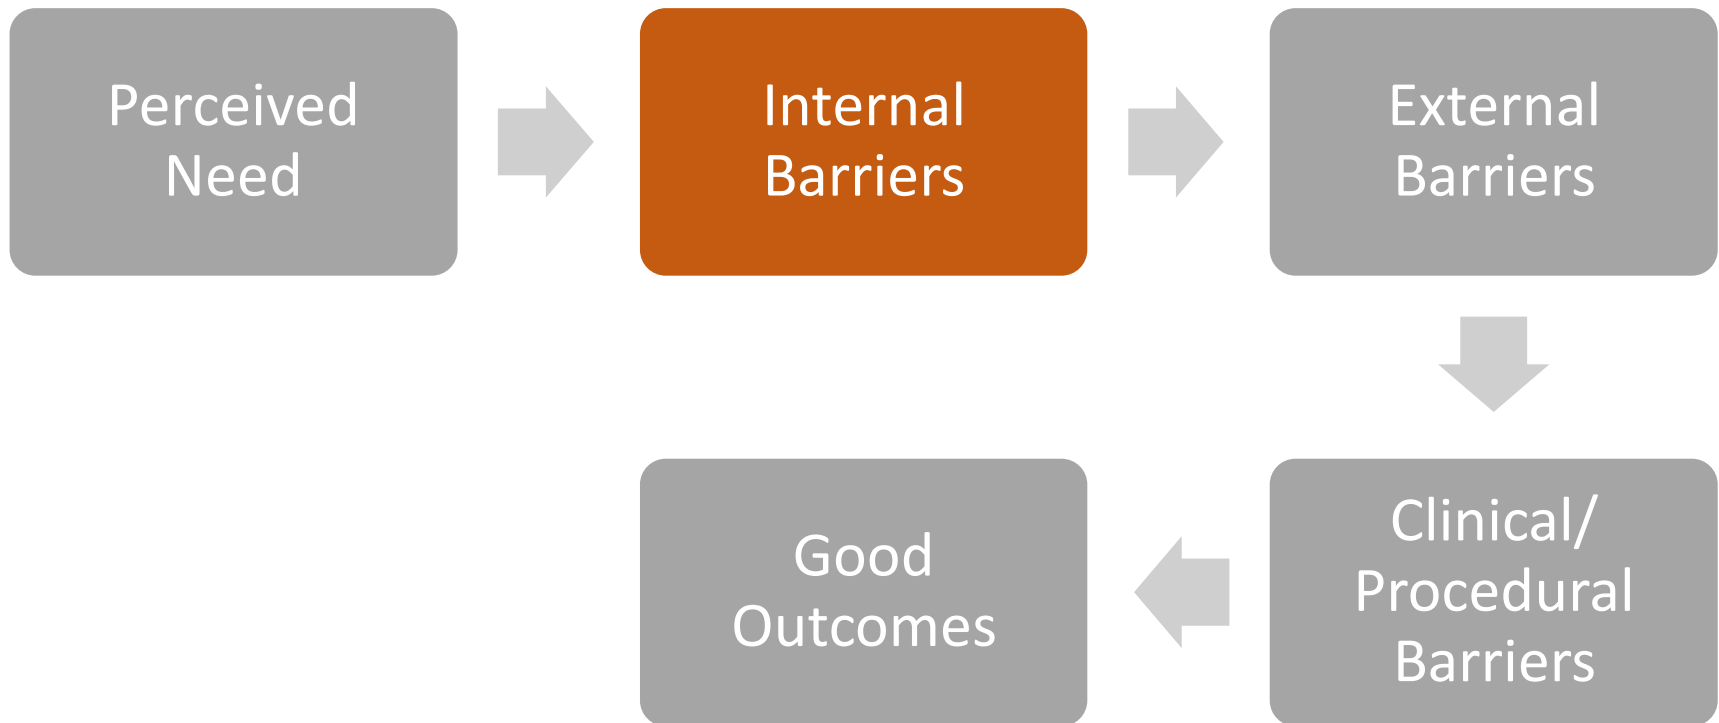 Perceived
Need
Internal
Barriers
External
Barriers
Clinical/
Procedural
Barriers
Good
Outcomes